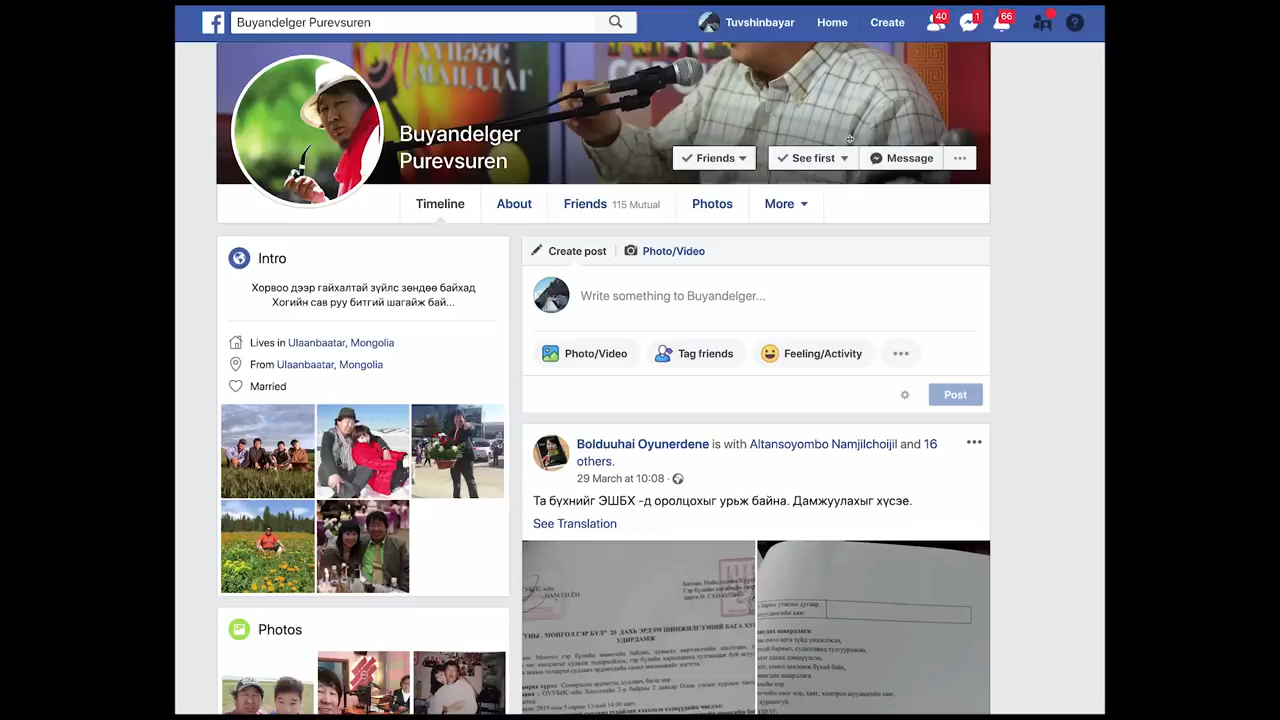 Buyandelger Purevsuren
Tuvshinbayar
Home
Create
40
1
66
ХҮНЭЭС
МАНДДАГ
Buyandelger
Purevsuren
Friends
See first
Message
Timeline
About
Friends 115 Mutual
Photos
More
Intro
Хорвоо дээр гайхалтай зүйлс зөндөө байхад
Хогийн сав руу битгий шагайж бай...
Lives in Ulaanbaatar, Mongolia
From Ulaanbaatar, Mongolia
Married
Photos
Create post
Photo/Video
Write something to Buyandelger...
Photo/Video
Tag friends
Feeling/Activity
Post
Bolduuhai Oyunerdene is with Altansoyombo Namjilchoijil and 16
others.
29 March at 10:08
Та бүхнийг ЭШБХ -д оролцохыг урьж байна. Дамжуулахыг хүсэе.
See Translation